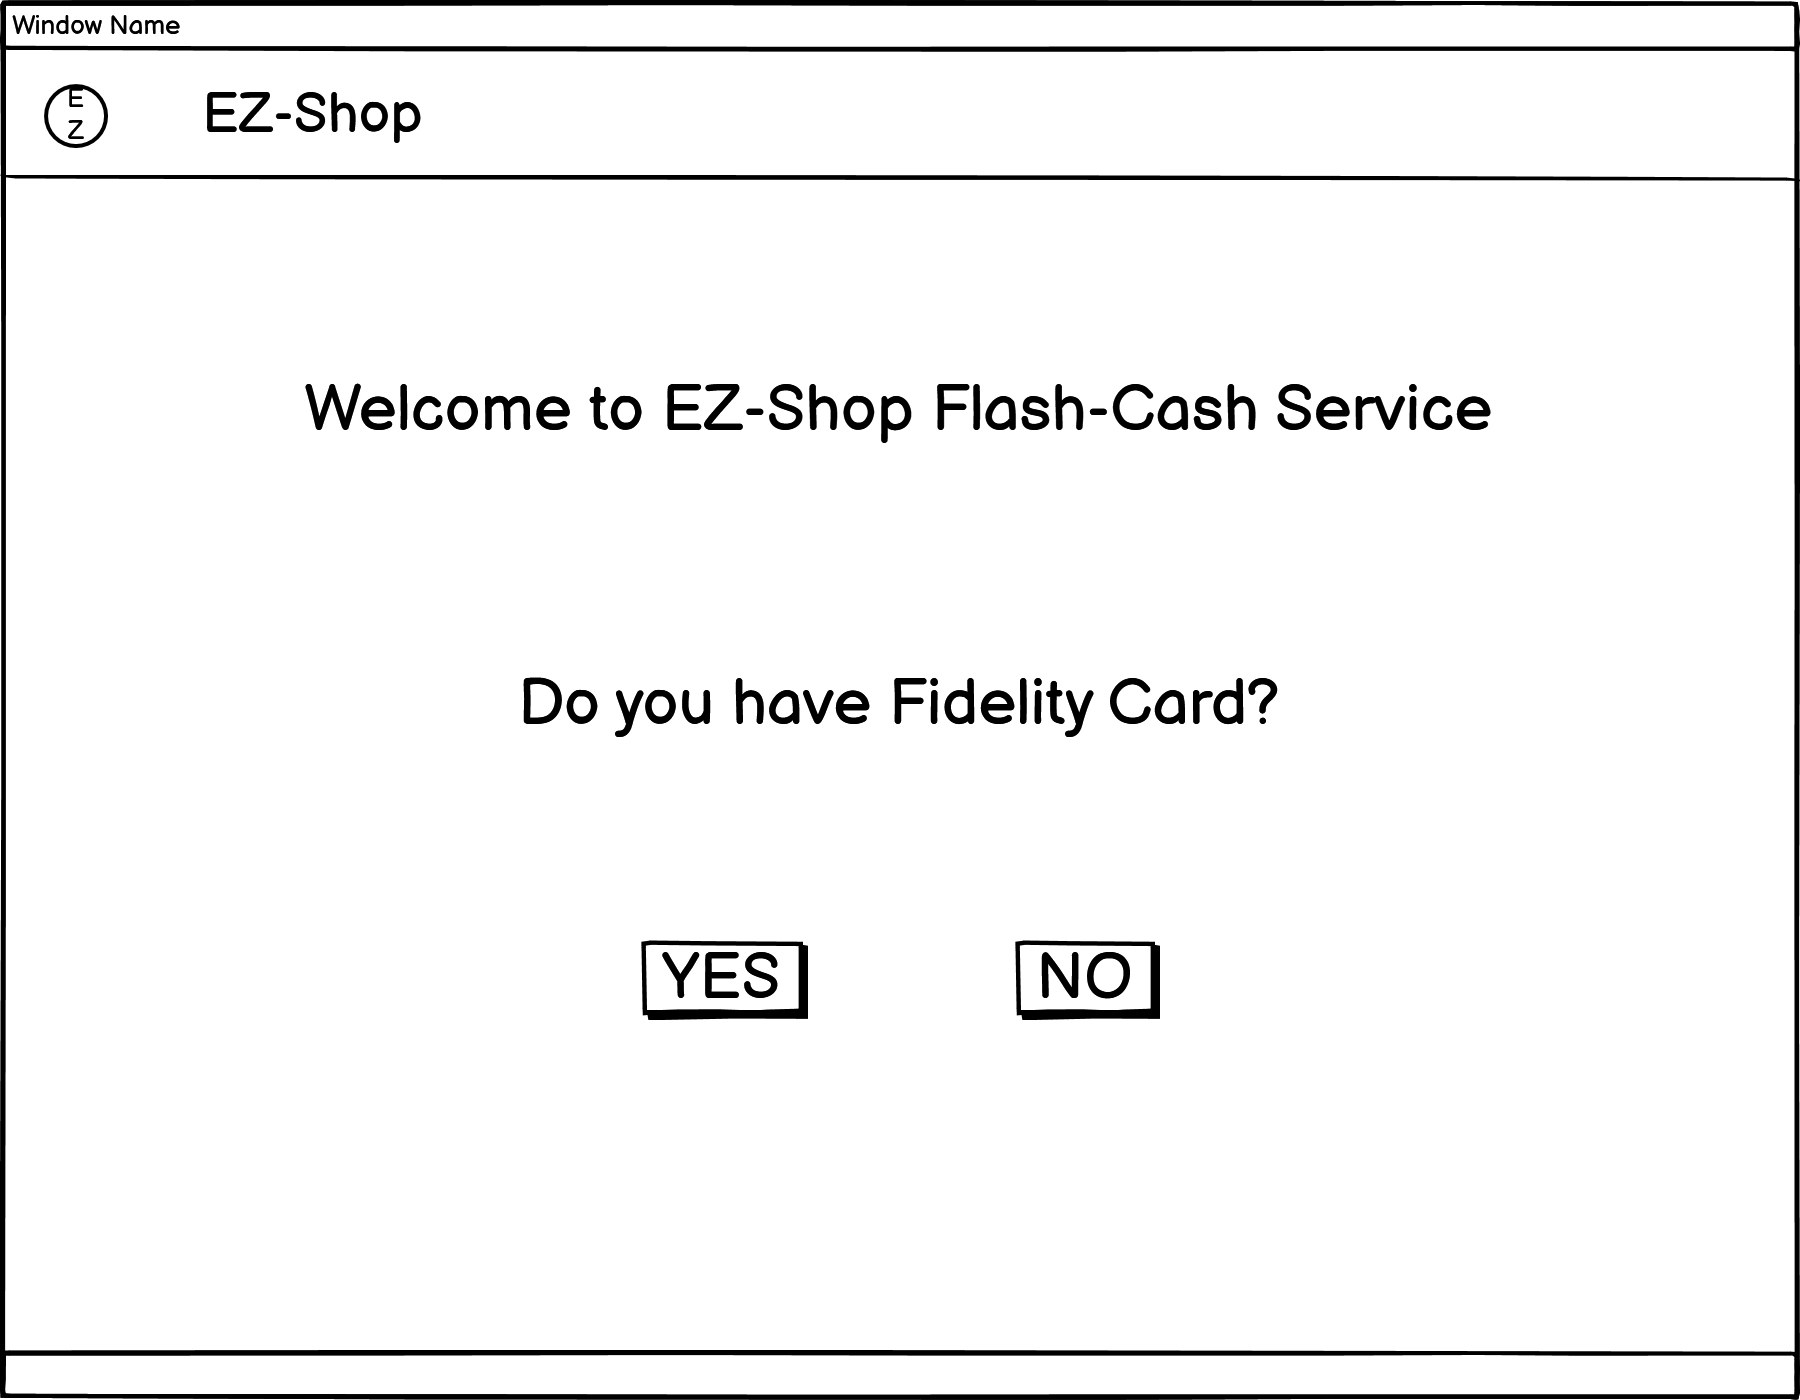 Window Name
E
Z
EZ-Shop
Welcome to EZ-Shop Flash-Cash Service
Do you have Fidelity Card?
YES
NO